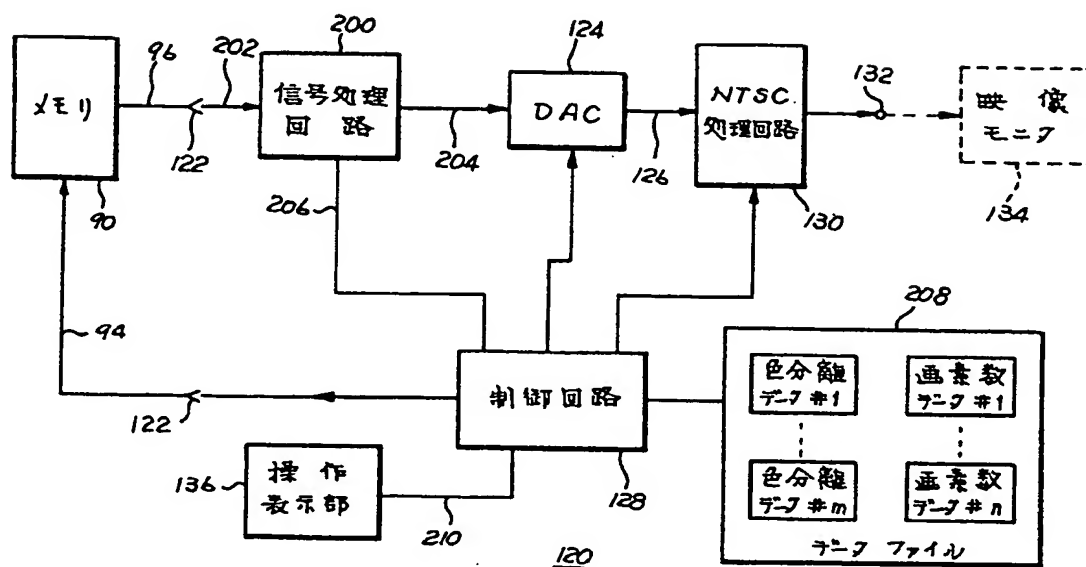 200
124
96
202
132
メモリ
信号処理
回路
DAC
NTSC.
処理回路
映像
モニタ
122
204
126
206
90
130
134
208
94
制御回路
色分離
データ #1
画素数
データ #1
122
操作
表示部
136
128
色分離
データ #m
画素数
データ #n
210
データ ファイル
120